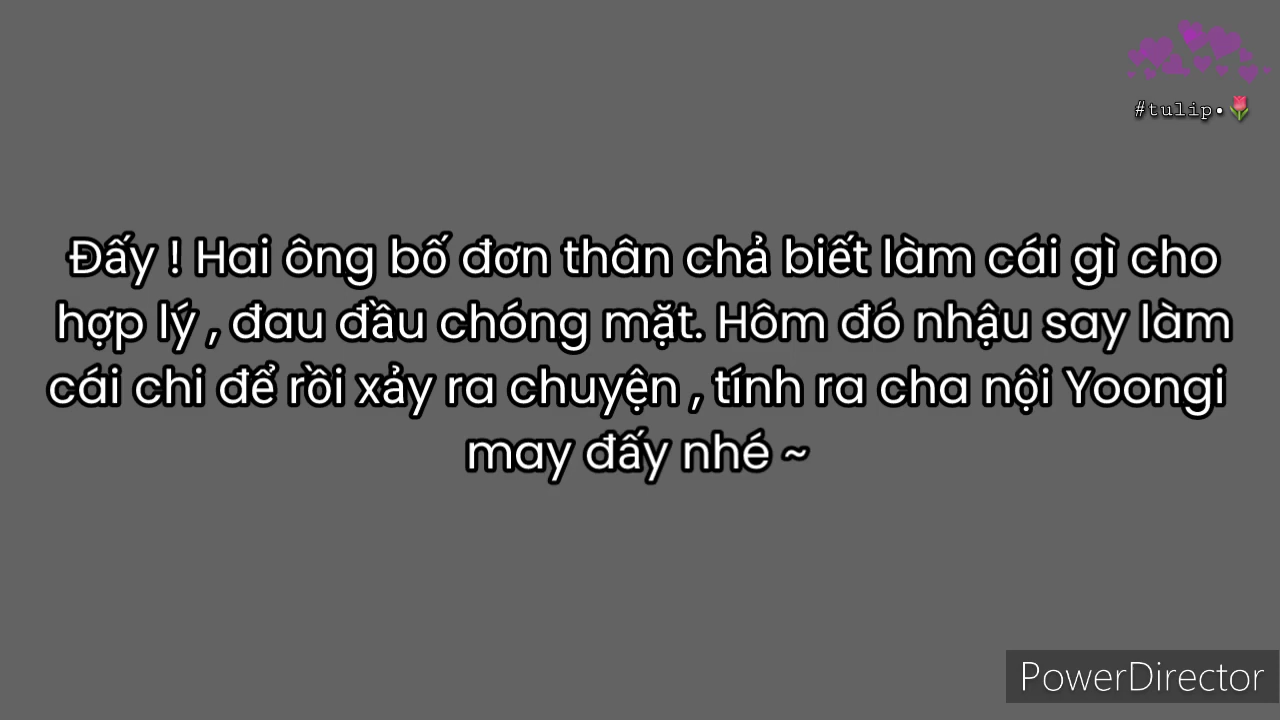 #tulip•🌷
Đấy ! Hai ông bố đơn thân chả biết làm cái gì cho
hợp lý , đau đầu chóng mặt. Hôm đó nhậu say làm
cái chi để rồi xảy ra chuyện , tính ra cha nội Yoongi
may đấy nhé ~
PowerDirector